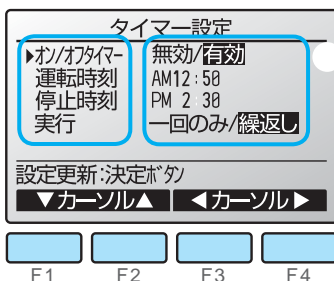 タイマー設定
▶オン/オフタイマー 無効/有効
運転時刻 AM12:50
停止時刻 PM 2:30
実行 一回のみ/繰返し
設定更新:決定ボタン
▼カーソル▲ ◀カーソル▶
F1 F2 F3 F4